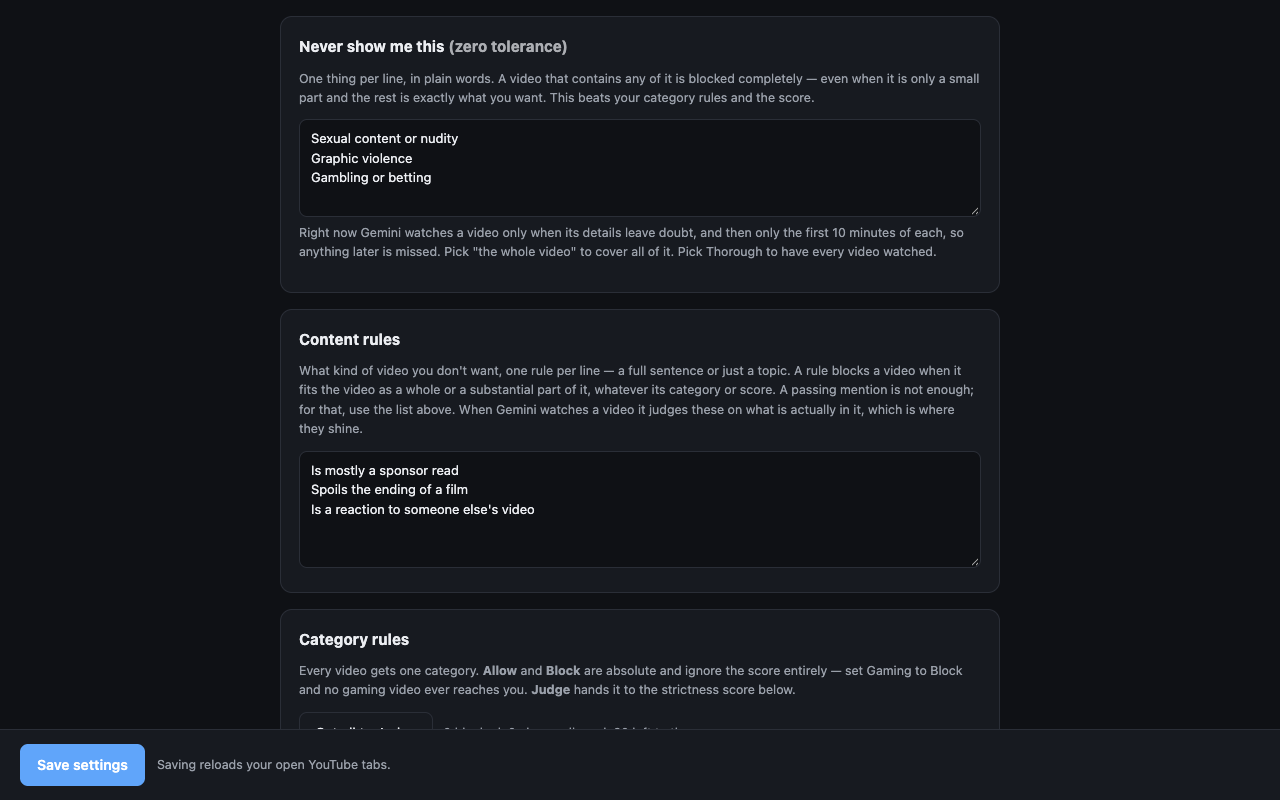 Never show me this (zero tolerance)
One thing per line, in plain words. A video that contains any of it is blocked completely — even when it is only a small
part and the rest is exactly what you want. This beats your category rules and the score.
Sexual content or nudity
Graphic violence
Gambling or betting
Right now Gemini watches a video only when its details leave doubt, and then only the first 10 minutes of each, so
anything later is missed. Pick "the whole video" to cover all of it. Pick Thorough to have every video watched.
Content rules
What kind of video you don't want, one rule per line — a full sentence or just a topic. A rule blocks a video when it
fits the video as a whole or a substantial part of it, whatever its category or score. A passing mention is not enough;
for that, use the list above. When Gemini watches a video it judges these on what is actually in it, which is where
they shine.
Is mostly a sponsor read
Spoils the ending of a film
Is a reaction to someone else's video
Category rules
Every video gets one category. Allow and Block are absolute and ignore the score entirely — set Gaming to Block
and no gaming video ever reaches you. Judge hands it to the strictness score below.
Save settings
Saving reloads your open YouTube tabs.